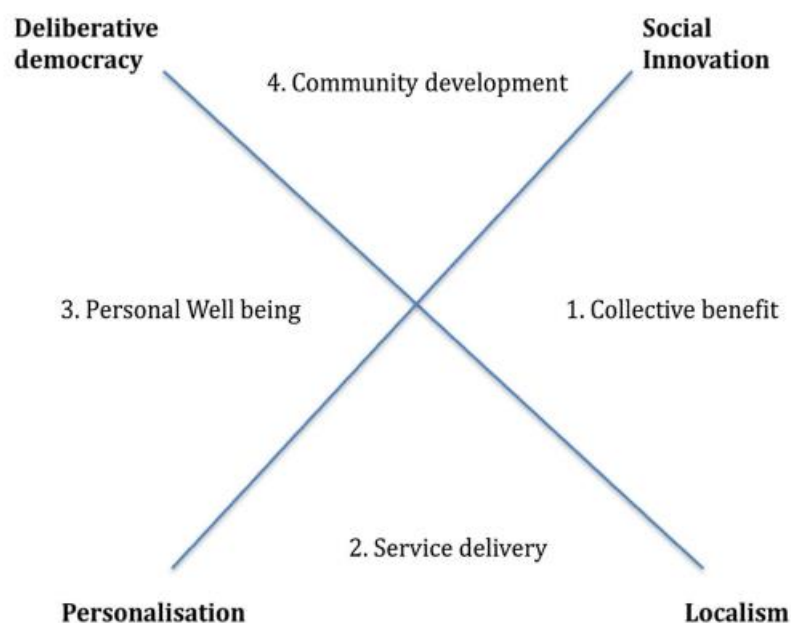 Deliberative
democracy
Social
Innovation
4. Community development
3. Personal Well being
1. Collective benefit
2. Service delivery
Personalisation
Localism